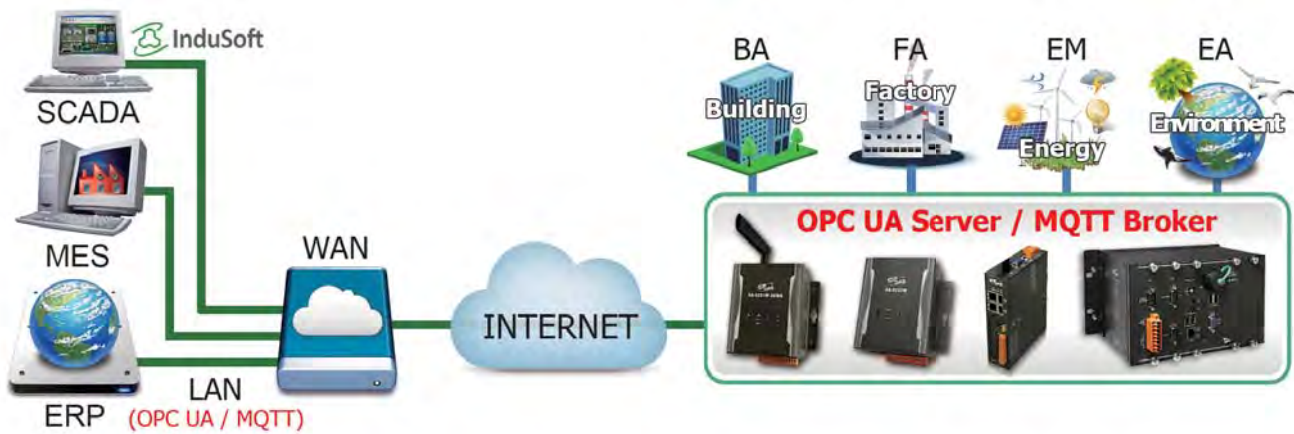 InduSoft
SCADA
MES
ERP
LAN
(OPC UA / MQTT)
WAN
INTERNET
BA
Building
FA
Factory
EM
Energy
EA
Environment
OPC UA Server / MQTT Broker